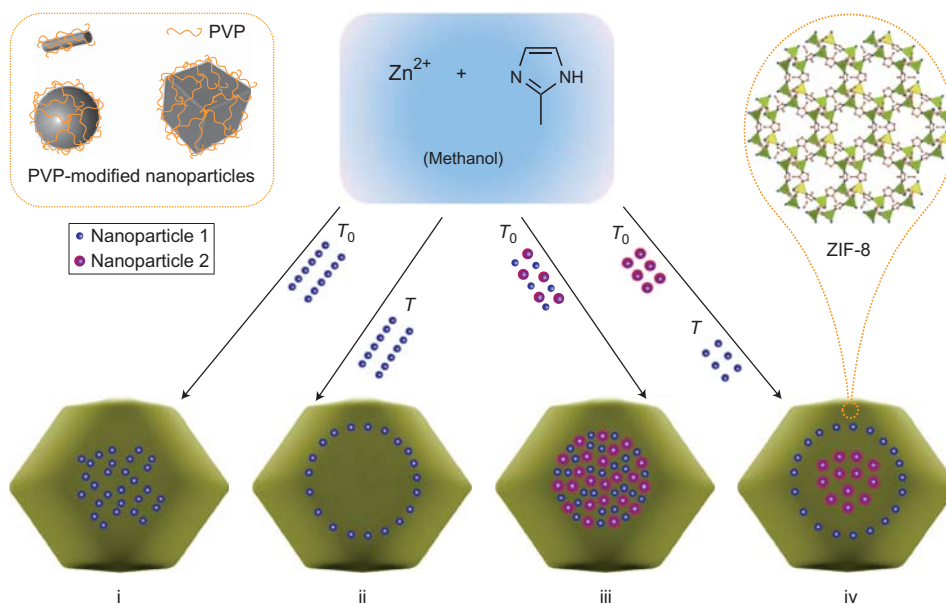 PVP
PVP-modified nanoparticles
Zn²⁺ +
N
NH
(Methanol)
ZIF-8
Nanoparticle 1
Nanoparticle 2
T₀
T
T₀
T₀
T
i
ii
iii
iv